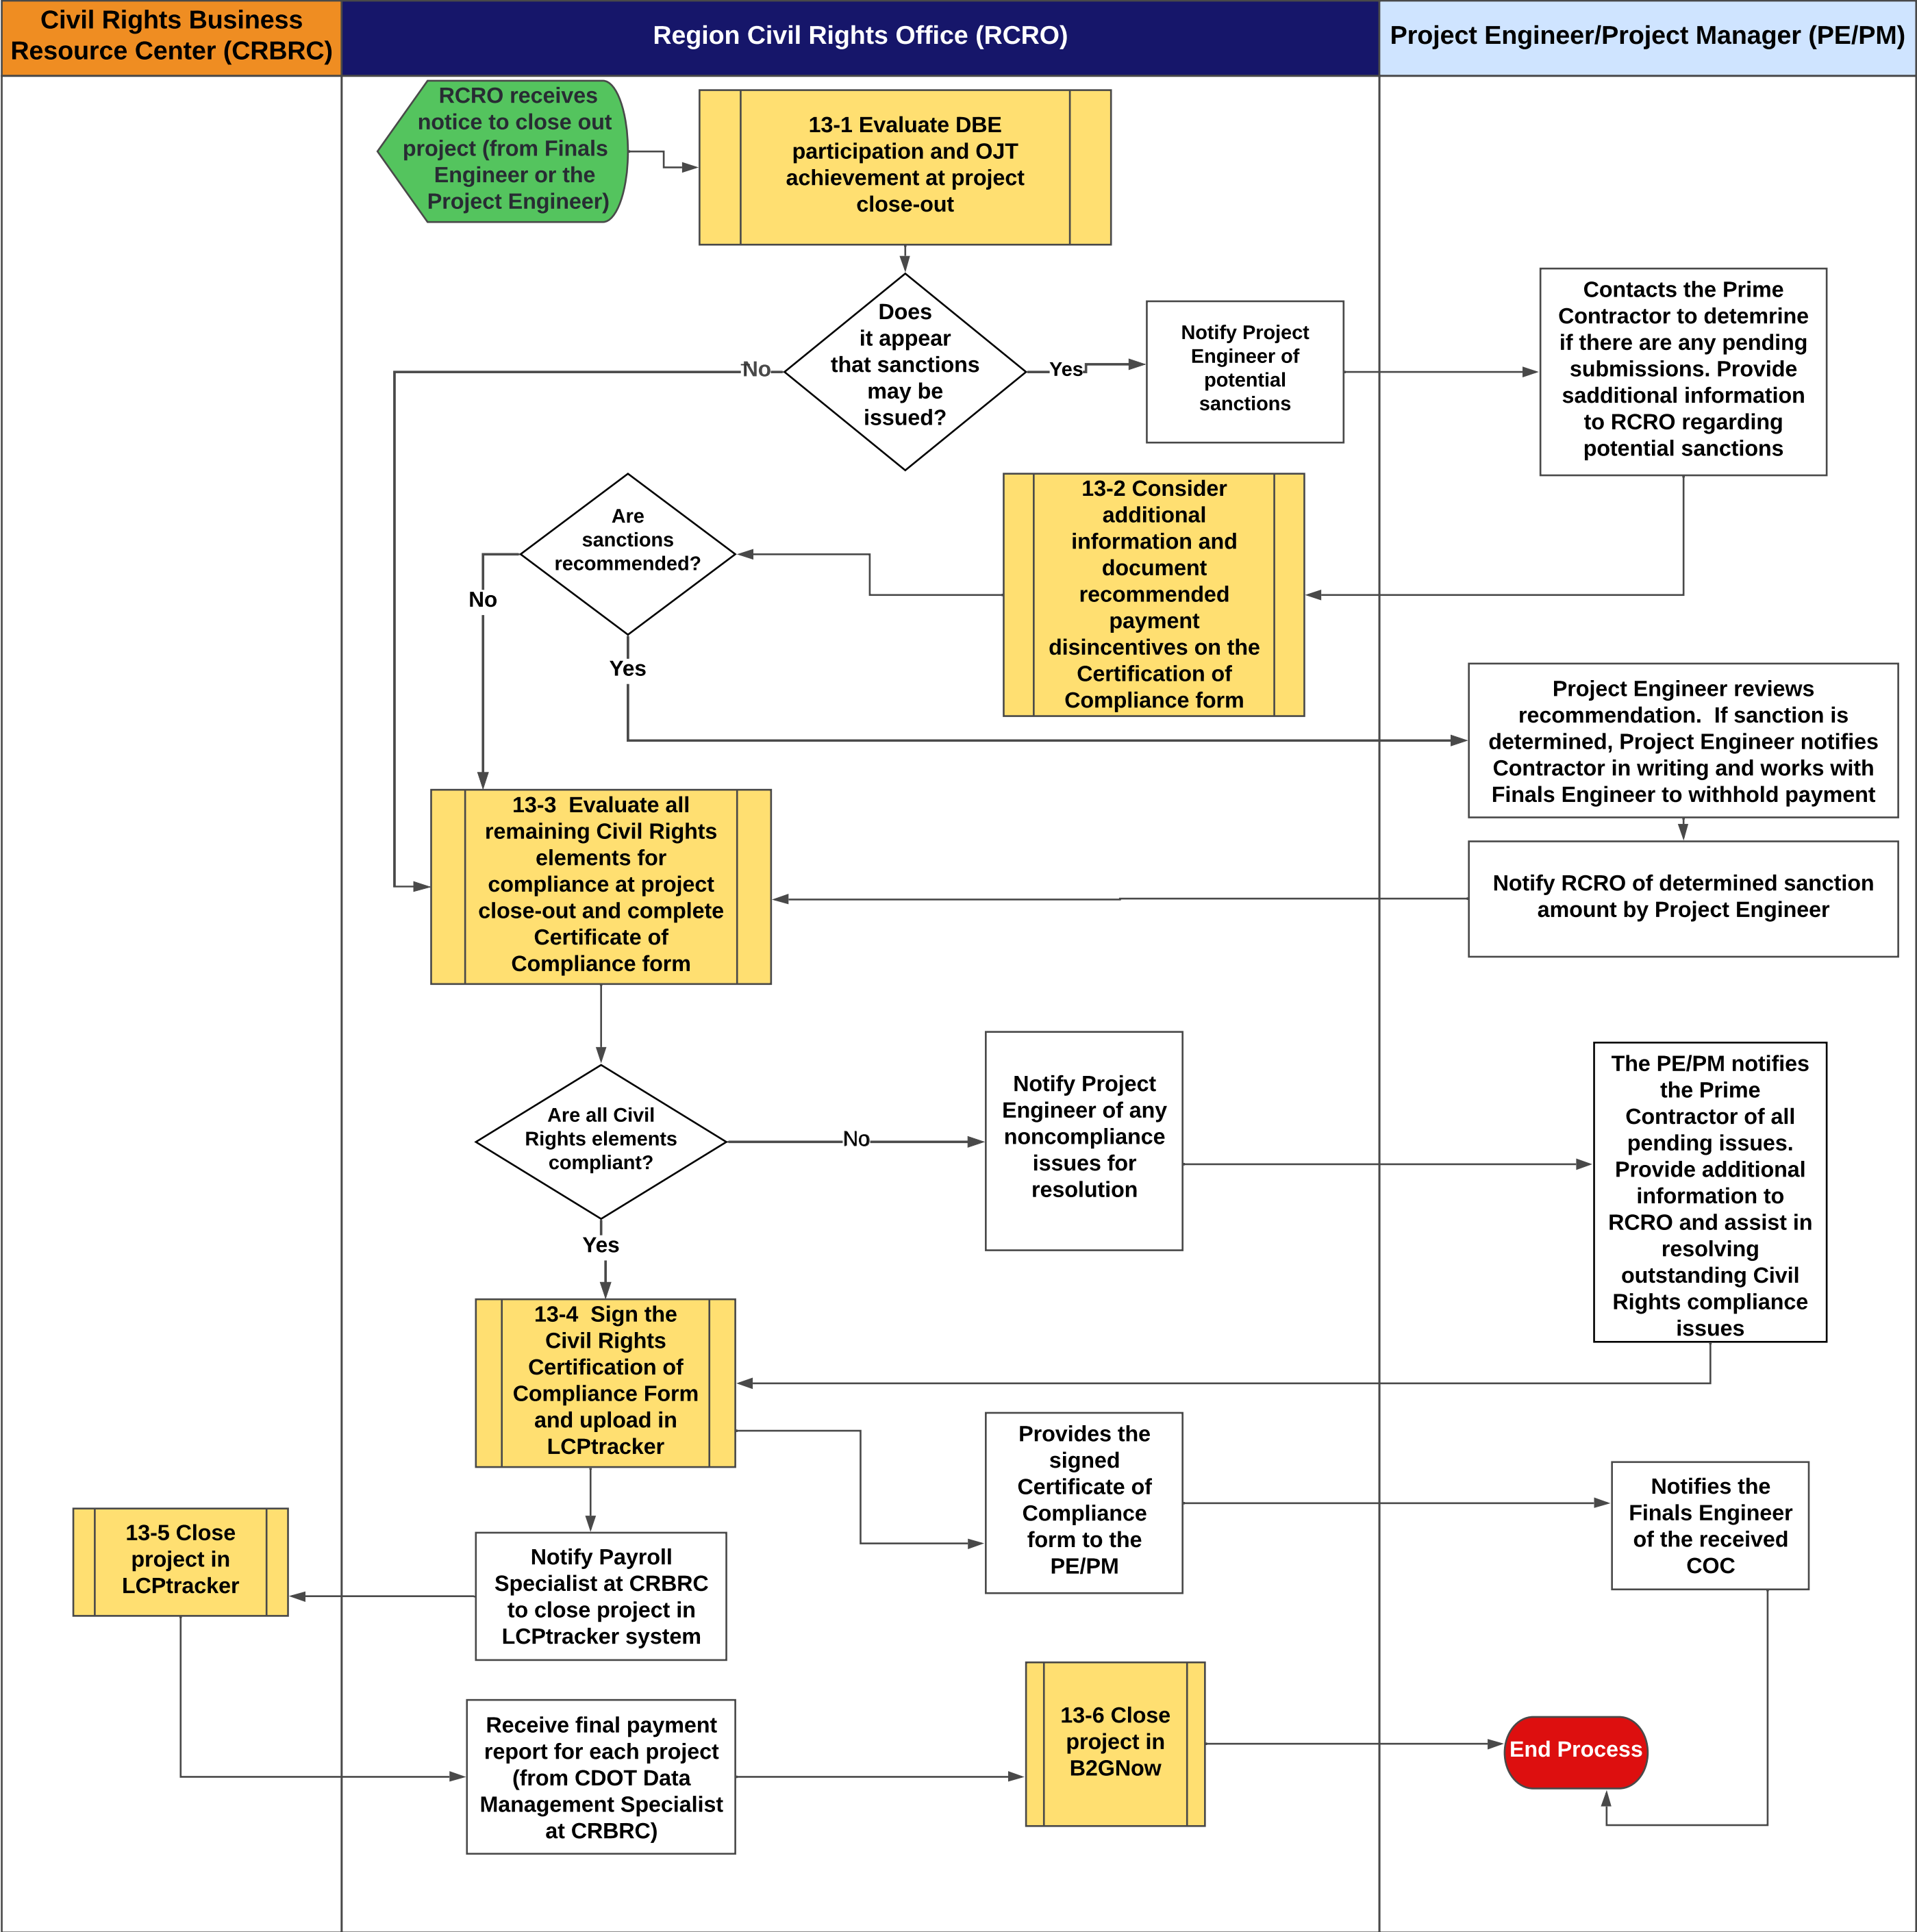 Civil Rights Business
Resource Center (CRBRC)
Region Civil Rights Office (RCRO)
Project Engineer/Project Manager (PE/PM)
RCRO receives
notice to close out
project (from Finals
Engineer or the
Project Engineer)
13-1 Evaluate DBE
participation and OJT
achievement at project
close-out
Does
it appear
that sanctions
may be
issued?
No
Yes
Notify Project
Engineer of
potential
sanctions
Contacts the Prime
Contractor to detemrine
if there are any pending
submissions. Provide
sadditional information
to RCRO regarding
potential sanctions
13-2 Consider
additional
information and
document
recommended
payment
disincentives on the
Certification of
Compliance form
Are
sanctions
recommended?
No
Yes
Project Engineer reviews
recommendation.  If sanction is
determined, Project Engineer notifies
Contractor in writing and works with
Finals Engineer to withhold payment
Notify RCRO of determined sanction
amount by Project Engineer
13-3  Evaluate all
remaining Civil Rights
elements for
compliance at project
close-out and complete
Certificate of
Compliance form
Are all Civil
Rights elements
compliant?
No
Yes
Notify Project
Engineer of any
noncompliance
issues for
resolution
The PE/PM notifies
the Prime
Contractor of all
pending issues.
Provide additional
information to
RCRO and assist in
resolving
outstanding Civil
Rights compliance
issues
13-4  Sign the
Civil Rights
Certification of
Compliance Form
and upload in
LCPtracker
Provides the
signed
Certificate of
Compliance
form to the
PE/PM
Notifies the
Finals Engineer
of the received
COC
13-5 Close
project in
LCPtracker
Notify Payroll
Specialist at CRBRC
to close project in
LCPtracker system
Receive final payment
report for each project
(from CDOT Data
Management Specialist
at CRBRC)
13-6 Close
project in
B2GNow
End Process